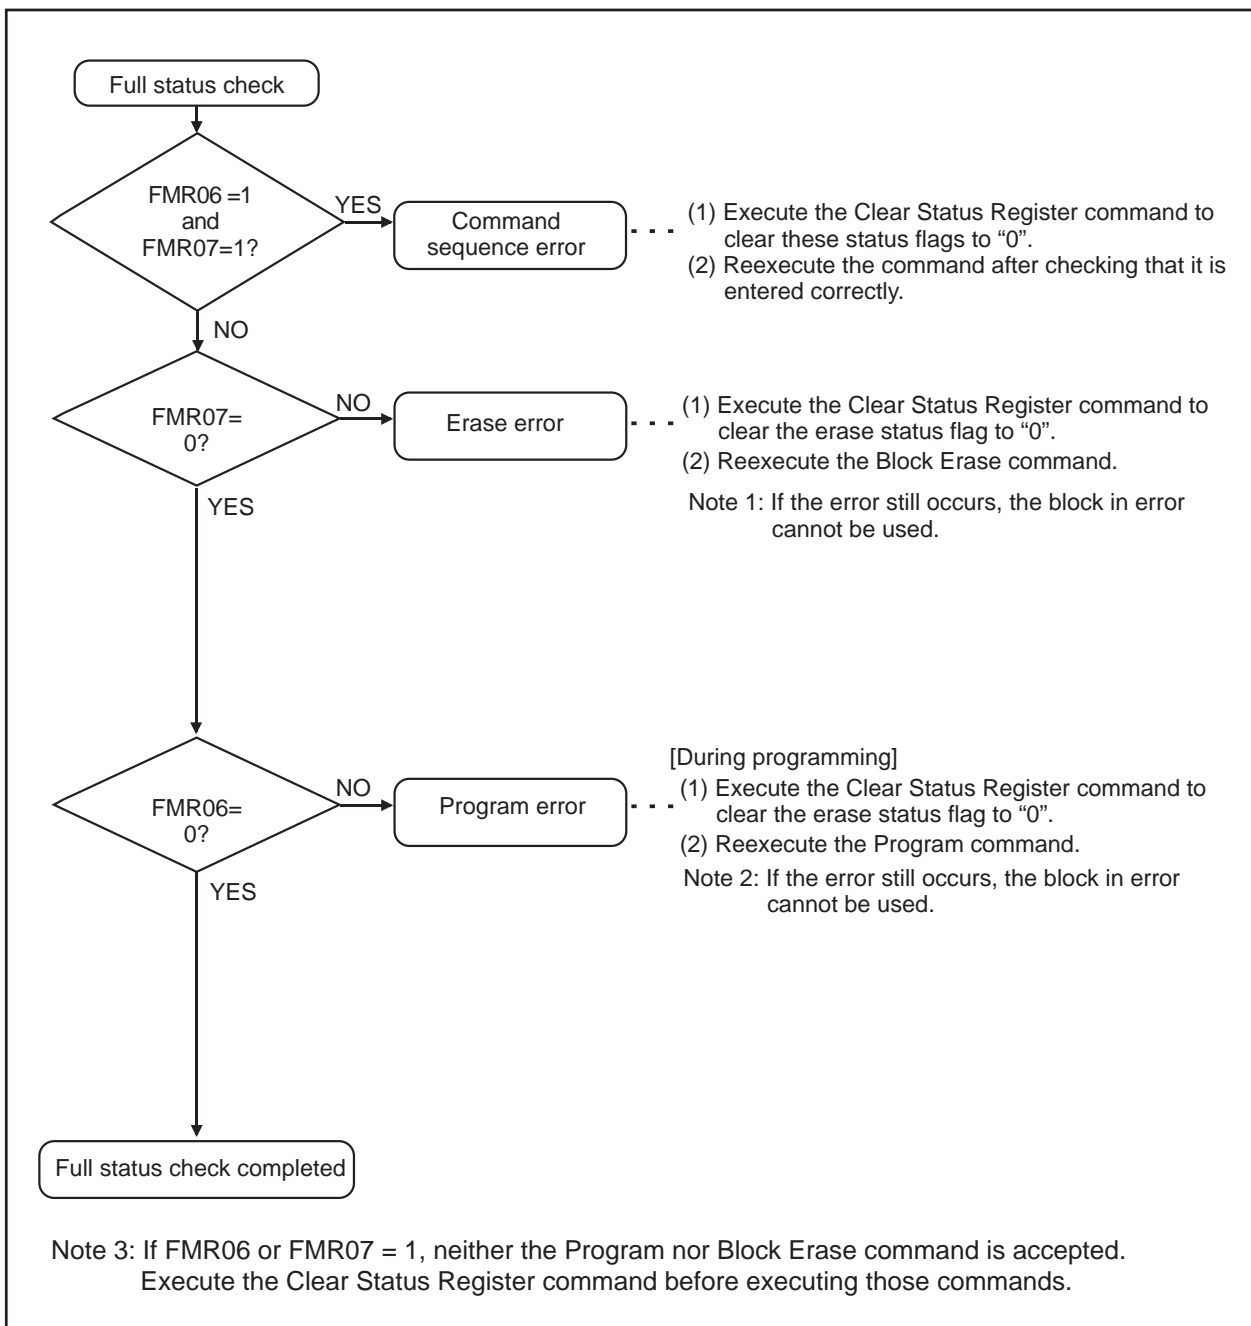 Full status check
FMR06 =1
and
FMR07=1?
YES
Command
sequence error
(1) Execute the Clear Status Register command to
clear these status flags to “0”.
(2) Reexecute the command after checking that it is
entered correctly.
NO
FMR07=
0?
NO
Erase error
(1) Execute the Clear Status Register command to
clear the erase status flag to “0”.
(2) Reexecute the Block Erase command.
Note 1: If the error still occurs, the block in error
cannot be used.
YES
FMR06=
0?
NO
Program error
[During programming]
(1) Execute the Clear Status Register command to
clear the erase status flag to “0”.
(2) Reexecute the Program command.
Note 2: If the error still occurs, the block in error
cannot be used.
YES
Full status check completed
Note 3: If FMR06 or FMR07 = 1, neither the Program nor Block Erase command is accepted.
Execute the Clear Status Register command before executing those commands.